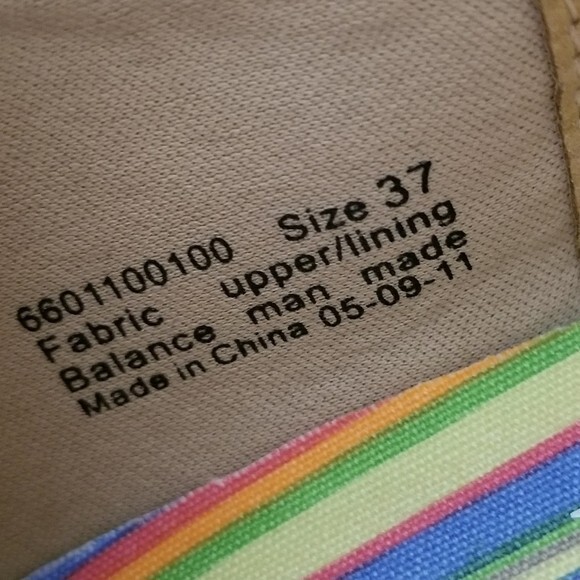 6601100100 Size 37
Fabric upper/lining
Balance man made
Made in China 05-09-11